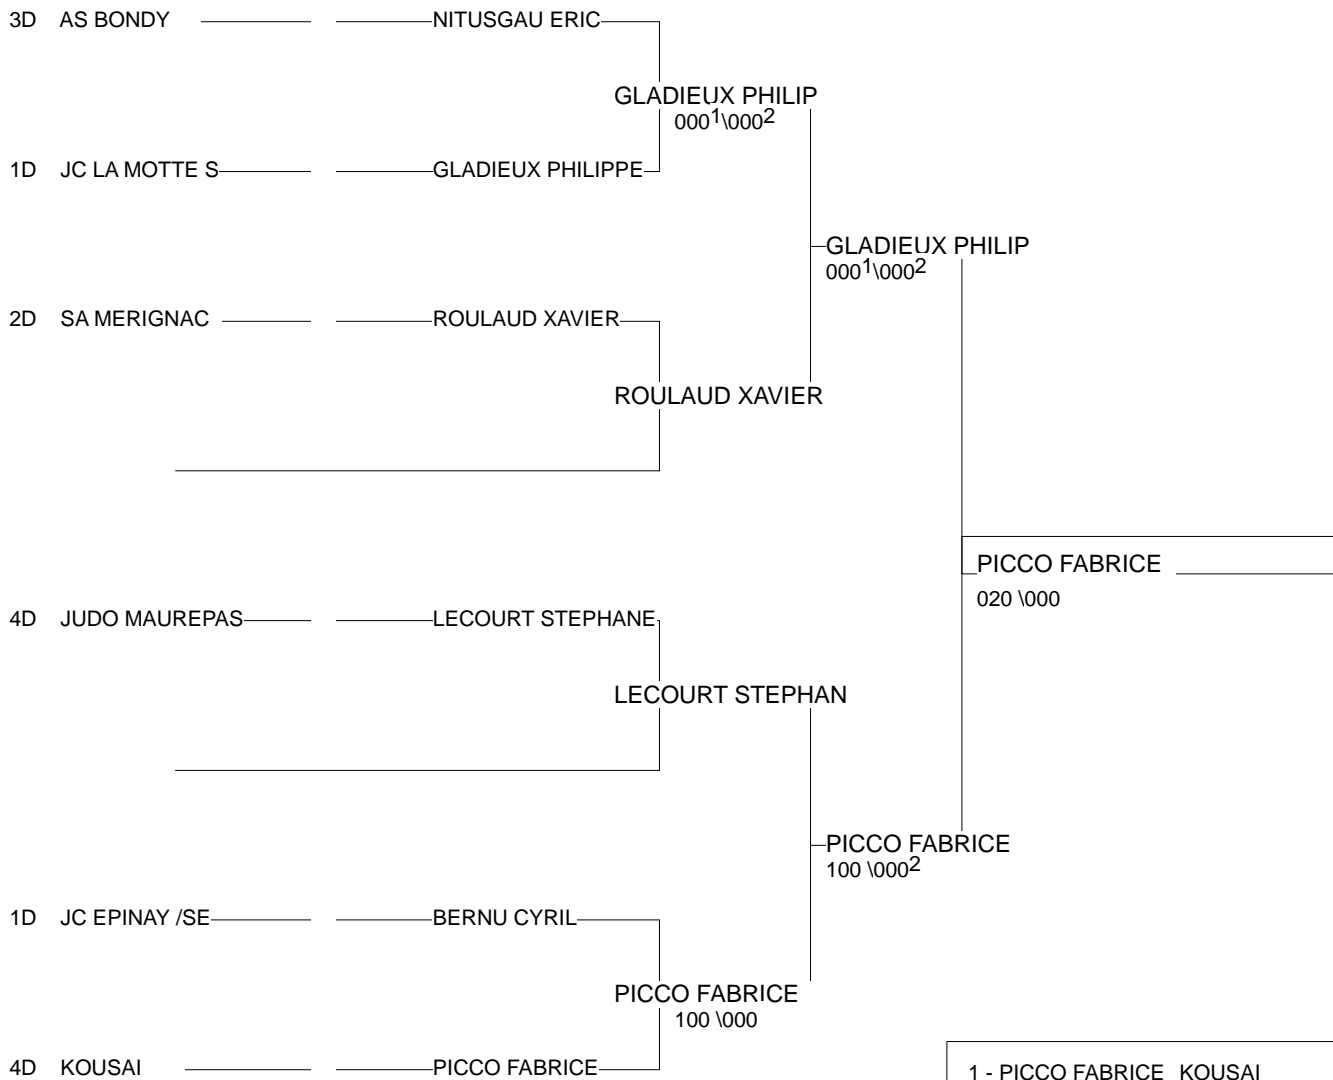 3D AS BONDY NITUSGAU ERIC
GLADIEUX PHILIP
000¹\000²
1D JC LA MOTTE S GLADIEUX PHILIPPE
GLADIEUX PHILIP
000¹\000²
2D SA MERIGNAC ROULAUD XAVIER
ROULAUD XAVIER
PICCO FABRICE
020 \000
4D JUDO MAUREPAS LECOURT STEPHANE
LECOURT STEPHAN
PICCO FABRICE
100 \000²
1D JC EPINAY /SE BERNU CYRIL
PICCO FABRICE
100 \000
4D KOUSAI PICCO FABRICE
1 - PICCO FABRICE KOUSAI